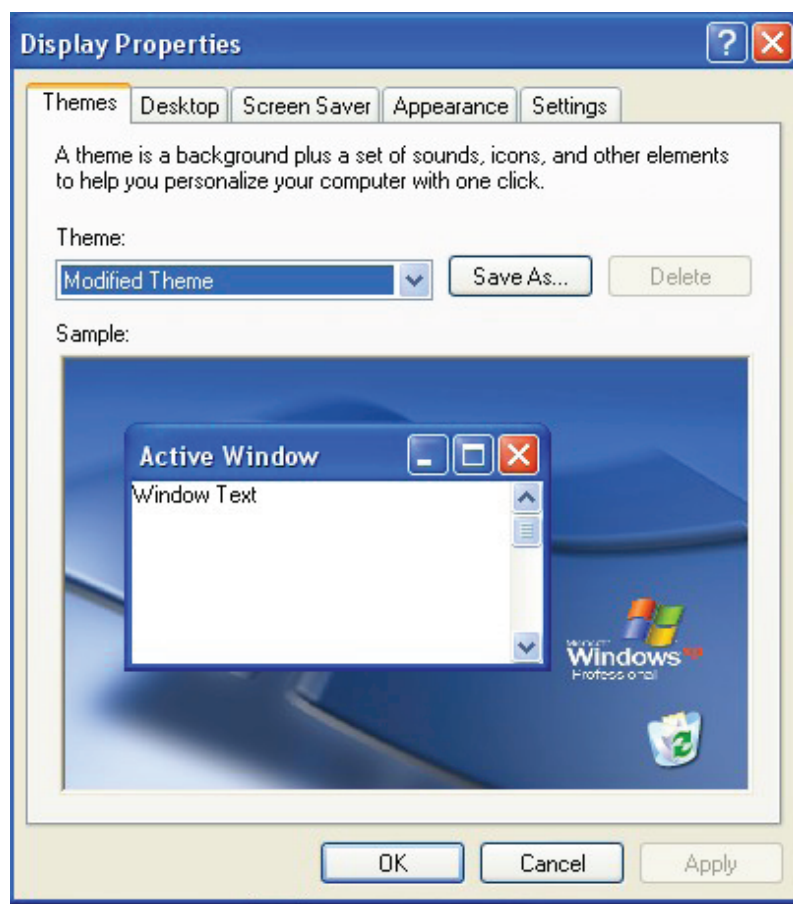 Display Properties
Themes Desktop Screen Saver Appearance Settings
A theme is a background plus a set of sounds, icons, and other elements
to help you personalize your computer with one click.
Theme:
Modified Theme Save As... Delete
Sample:
Active Window
Window Text
Microsoft
Windows xp
Professional
OK Cancel Apply